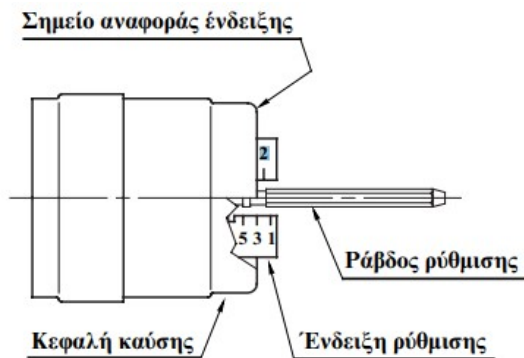 Σημείο αναφοράς ένδειξης
2
5 3 1
Ράβδος ρύθμισης
Κεφαλή καύσης
Ένδειξη ρύθμισης